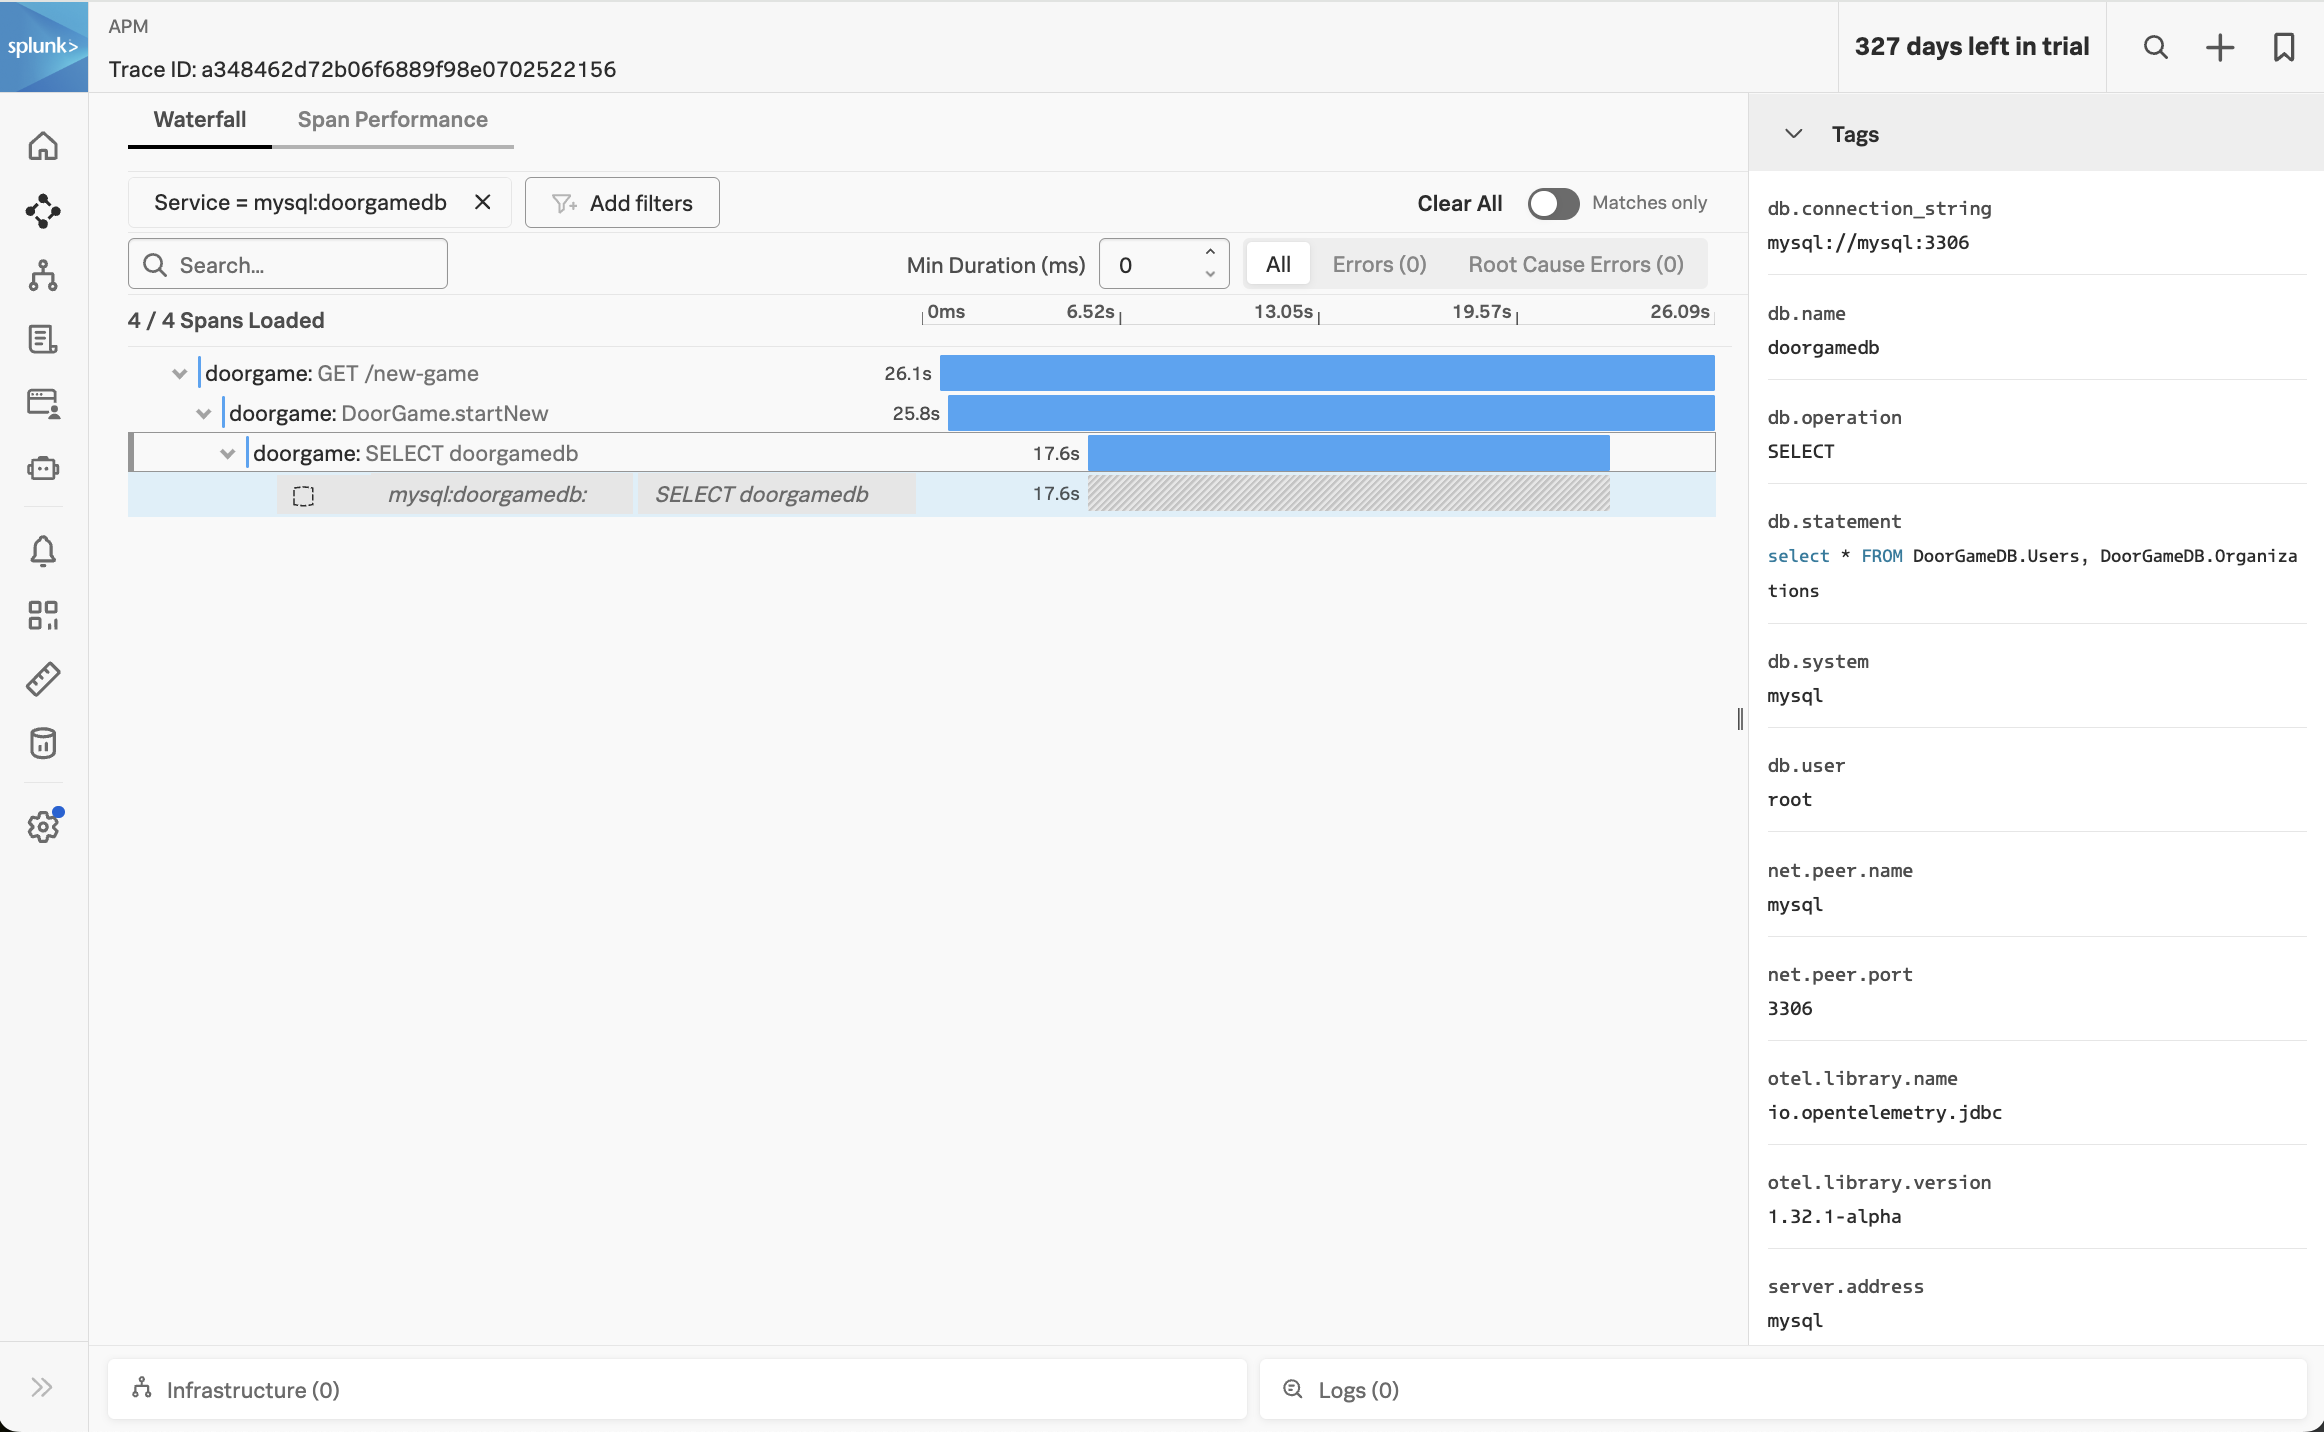 splunk>
APM
Trace ID: a348462d72b06f6889f98e0702522156
327 days left in trial
Waterfall
Span Performance
Service = mysql:doorgamedb
Add filters
Clear All
Matches only
Search...
Min Duration (ms)
0
All
Errors (0)
Root Cause Errors (0)
4 / 4 Spans Loaded
0ms
6.52s
13.05s
19.57s
26.09s
doorgame: GET /new-game
26.1s
doorgame: DoorGame.startNew
25.8s
doorgame: SELECT doorgamedb
17.6s
mysql:doorgamedb:
SELECT doorgamedb
17.6s
Tags
db.connection_string
mysql://mysql:3306
db.name
doorgamedb
db.operation
SELECT
db.statement
select * FROM DoorGameDB.Users, DoorGameDB.Organiza
tions
db.system
mysql
db.user
root
net.peer.name
mysql
net.peer.port
3306
otel.library.name
io.opentelemetry.jdbc
otel.library.version
1.32.1-alpha
server.address
mysql
Infrastructure (0)
Logs (0)